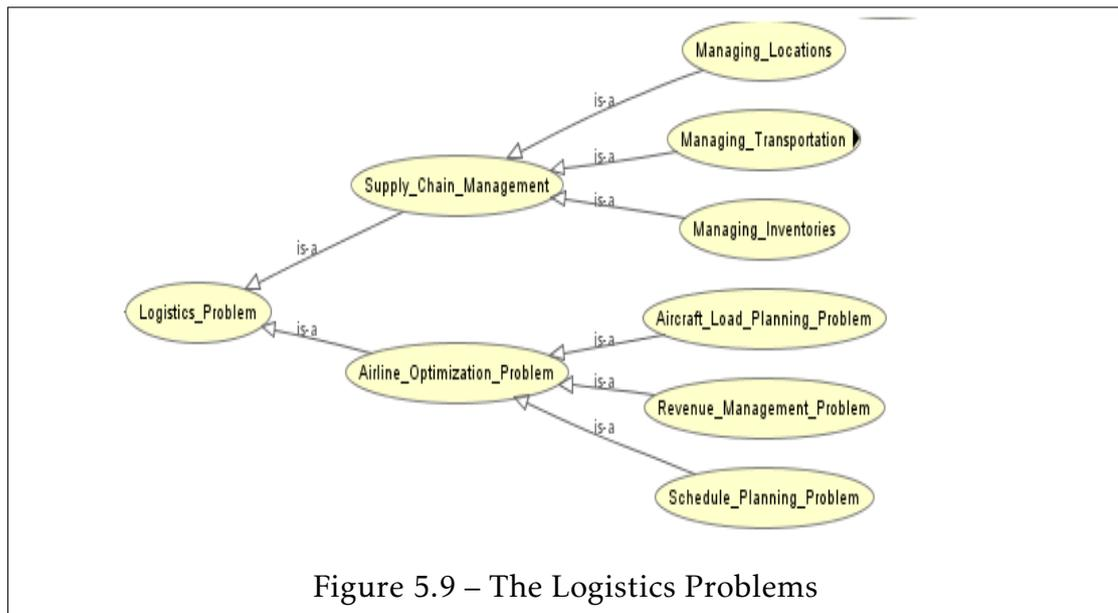 Managing_Locations
is-a
Managing_Transportation
is-a
Supply_Chain_Management
is-a
Managing_Inventories
is-a
Logistics_Problem
is-a
Aircraft_Load_Planning_Problem
is-a
Airline_Optimization_Problem
is-a
Revenue_Management_Problem
is-a
Schedule_Planning_Problem
Figure 5.9 – The Logistics Problems